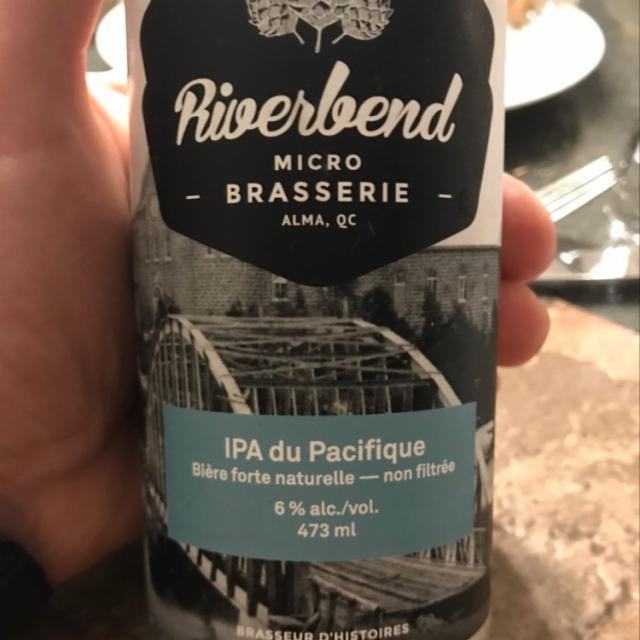 Riverbend
MICRO
– BRASSERIE –
ALMA, QC
IPA du Pacifique
Bière forte naturelle — non filtrée
6 % alc./vol.
473 ml
BRASSEUR D'HISTOIRES